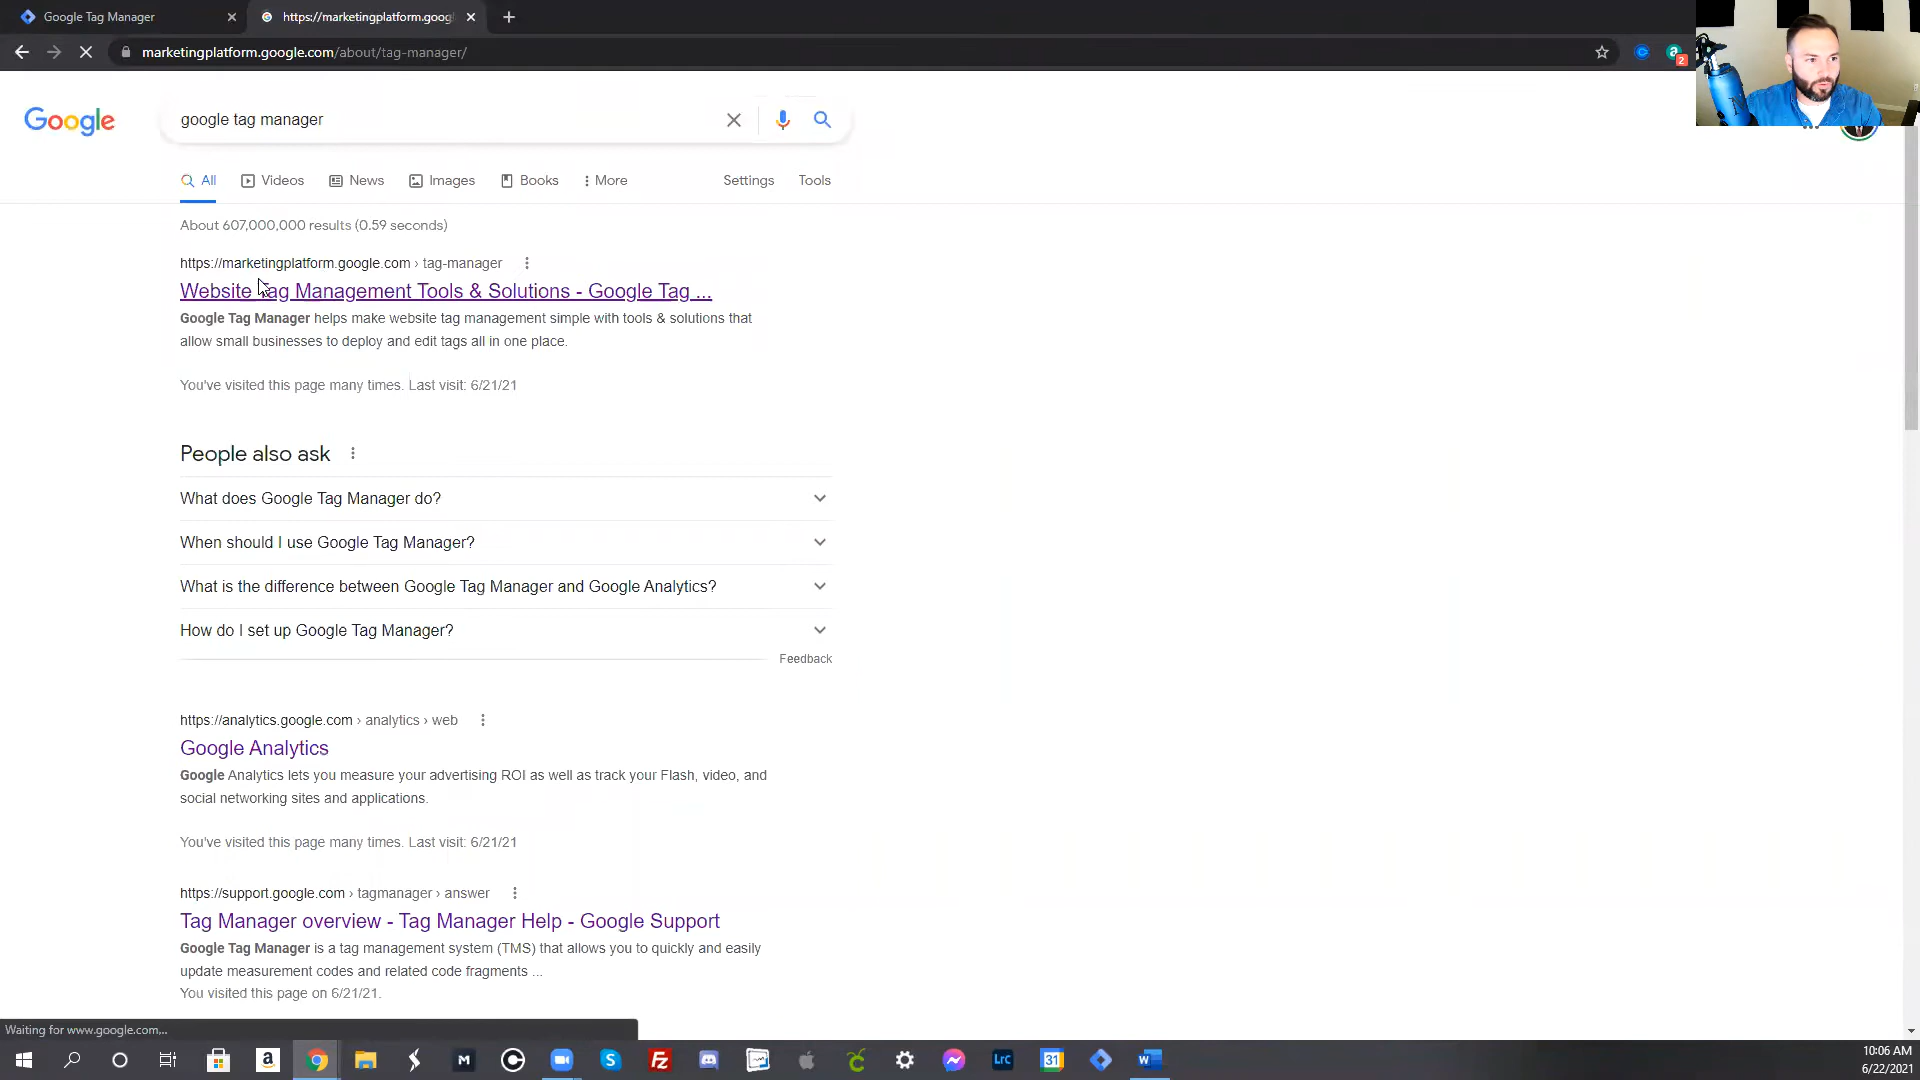 Google Tag Manager
https://marketingplatform.goog
marketingplatform.google.com/about/tag-manager/
2
Google
google tag manager
All Videos News Images Books More Settings Tools
About 607,000,000 results (0.59 seconds)
https://marketingplatform.google.com › tag-manager
Website Tag Management Tools & Solutions - Google Tag ...
Google Tag Manager helps make website tag management simple with tools & solutions that
allow small businesses to deploy and edit tags all in one place.
You've visited this page many times. Last visit: 6/21/21
People also ask
What does Google Tag Manager do?
When should I use Google Tag Manager?
What is the difference between Google Tag Manager and Google Analytics?
How do I set up Google Tag Manager?
Feedback
https://analytics.google.com › analytics › web
Google Analytics
Google Analytics lets you measure your advertising ROI as well as track your Flash, video, and
social networking sites and applications.
You've visited this page many times. Last visit: 6/21/21
https://support.google.com › tagmanager › answer
Tag Manager overview - Tag Manager Help - Google Support
Google Tag Manager is a tag management system (TMS) that allows you to quickly and easily
update measurement codes and related code fragments ...
You visited this page on 6/21/21.
Waiting for www.google.com...
10:06 AM
6/22/2021